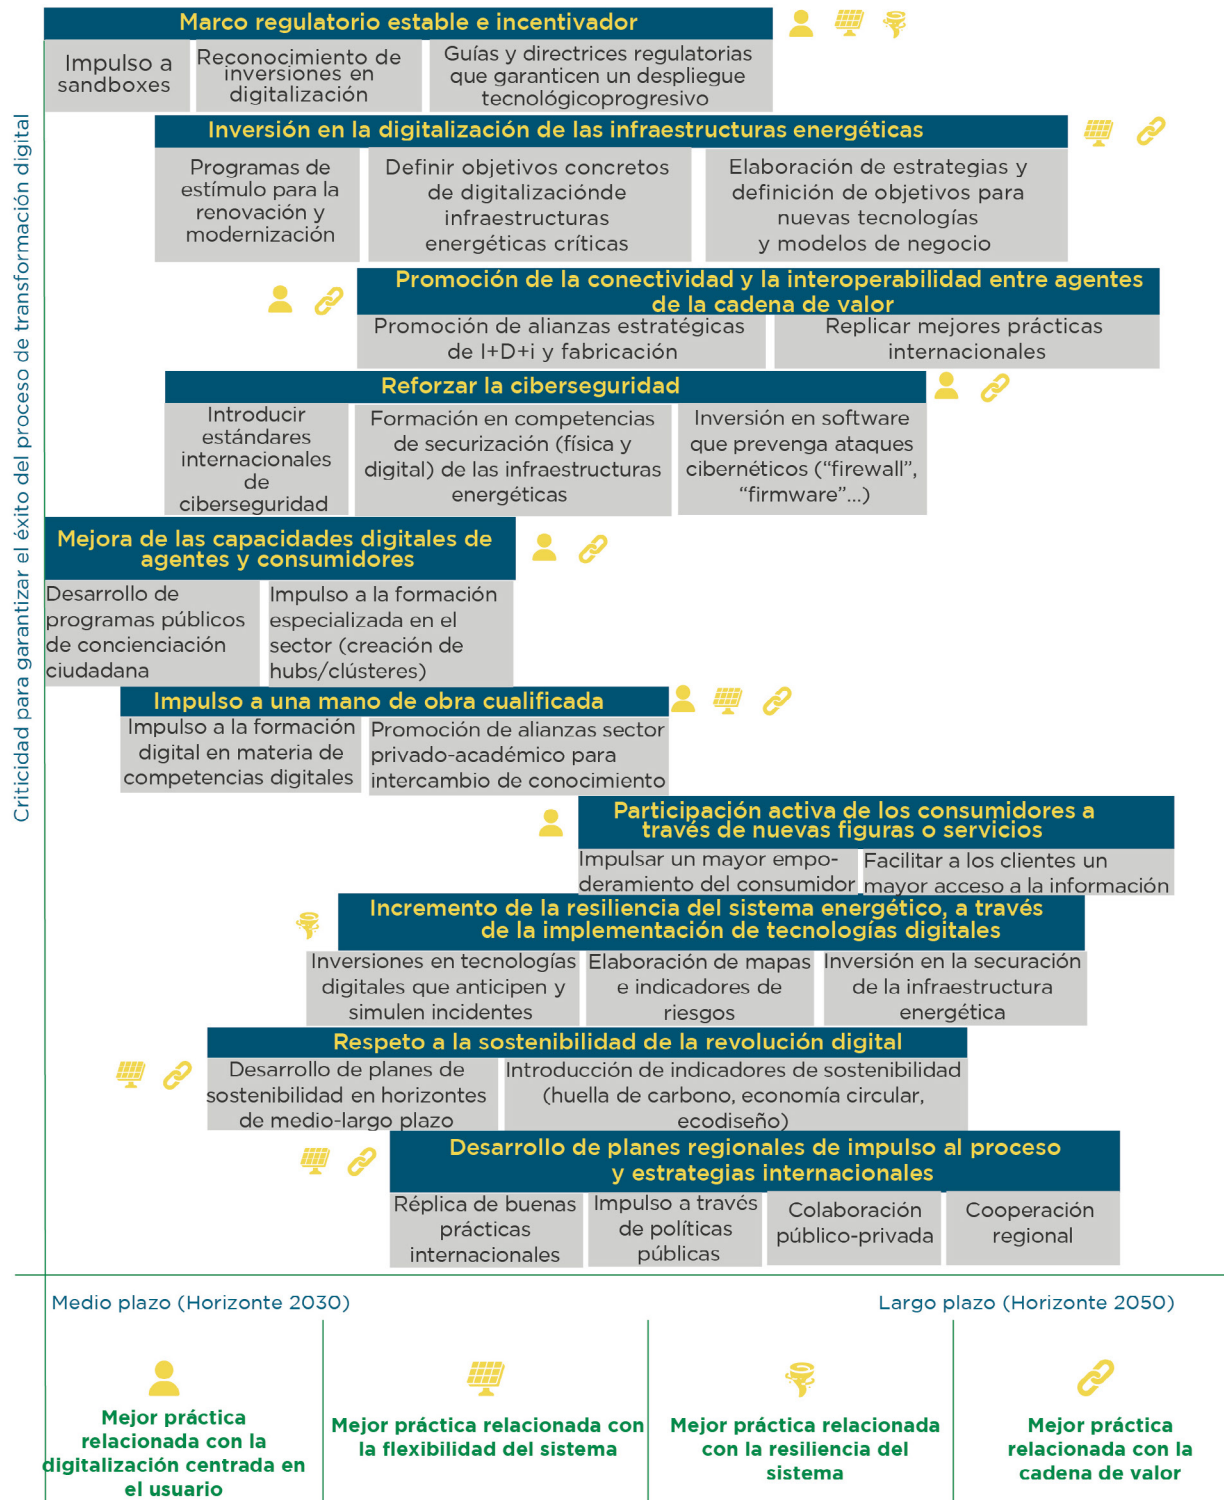 Criticidad para garantizar el éxito del proceso de transformación digital
Marco regulatorio estable e incentivador
Impulso a
sandboxes
Reconocimiento de
inversiones en
digitalización
Guías y directrices regulatorias
que garanticen un despliegue
tecnológicoprogresivo
Inversión en la digitalización de las infraestructuras energéticas
Programas de
estímulo para la
renovación y
modernización
Definir objetivos concretos
de digitalizaciónde
infraestructuras
energéticas críticas
Elaboración de estrategias y
definición de objetivos para
nuevas tecnologías
y modelos de negocio
Promoción de la conectividad y la interoperabilidad entre agentes
de la cadena de valor
Promoción de alianzas estratégicas
de I+D+i y fabricación
Replicar mejores prácticas
internacionales
Reforzar la ciberseguridad
Introducir
estándares
internacionales
de
ciberseguridad
Formación en competencias
de securización (física y
digital) de las infraestructuras
energéticas
Inversión en software
que prevenga ataques
cibernéticos (“firewall”,
“firmware”...)
Mejora de las capacidades digitales de
agentes y consumidores
Desarrollo de
programas públicos
de concienciación
ciudadana
Impulso a la formación
especializada en el
sector (creación de
hubs/clústeres)
Impulso a una mano de obra cualificada
Impulso a la formación
digital en materia de
competencias digitales
Promoción de alianzas sector
privado-académico para
intercambio de conocimiento
Participación activa de los consumidores a
través de nuevas figuras o servicios
Impulsar un mayor empo-
deramiento del consumidor
Facilitar a los clientes un
mayor acceso a la información
Incremento de la resiliencia del sistema energético, a través
de la implementación de tecnologías digitales
Inversiones en tecnologías
digitales que anticipen y
simulen incidentes
Elaboración de mapas
e indicadores de
riesgos
Inversión en la securación
de la infraestructura
energética
Respeto a la sostenibilidad de la revolución digital
Desarrollo de planes de
sostenibilidad en horizontes
de medio-largo plazo
Introducción de indicadores de sostenibilidad
(huella de carbono, economía circular,
ecodiseño)
Desarrollo de planes regionales de impulso al proceso
y estrategias internacionales
Réplica de buenas
prácticas
internacionales
Impulso a través
de políticas
públicas
Colaboración
público-privada
Cooperación
regional
Medio plazo (Horizonte 2030)
Largo plazo (Horizonte 2050)
Mejor práctica
relacionada con la
digitalización centrada en
el usuario
Mejor práctica relacionada con
la flexibilidad del sistema
Mejor práctica relacionada
con la resiliencia del
sistema
Mejor práctica
relacionada con la
cadena de valor